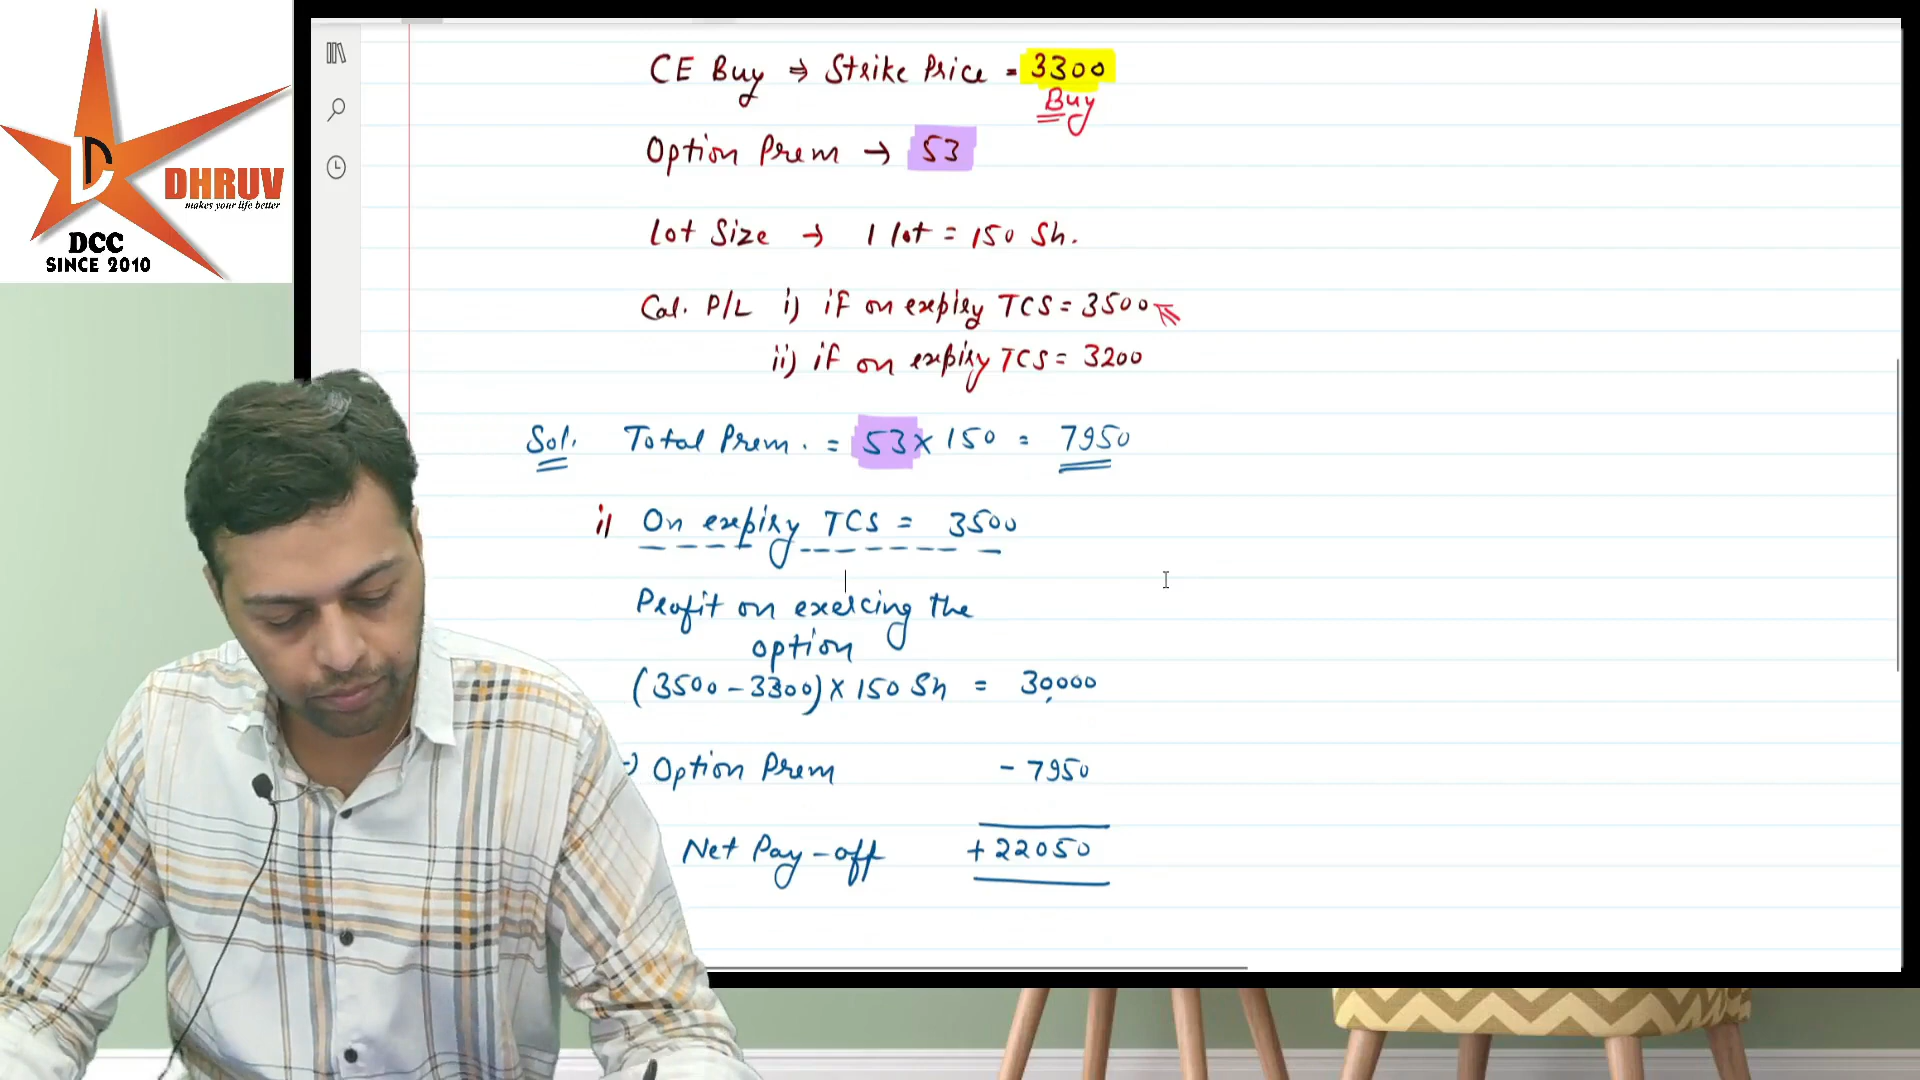 DHRUV
makes your life better
DCC
SINCE 2010
CE Buy ⇒ Strike Price = 3300
Buy
Option Prem → 53
Lot Size → 1 lot = 150 Sh.
Cal. P/L i) if on expiry TCS = 3500
ii) if on expiry TCS = 3200
Sol. Total Prem. = 53 x 150 = 7950
i) On expiry TCS = 3500
Profit on exercing the
option
(3500 - 3300) x 150 Sh = 30,000
-) Option Prem - 7950
Net Pay-off + 22050